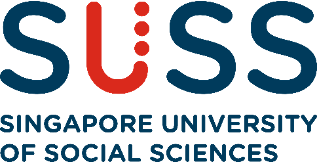 SUSS
SINGAPORE UNIVERSITY
OF SOCIAL SCIENCES